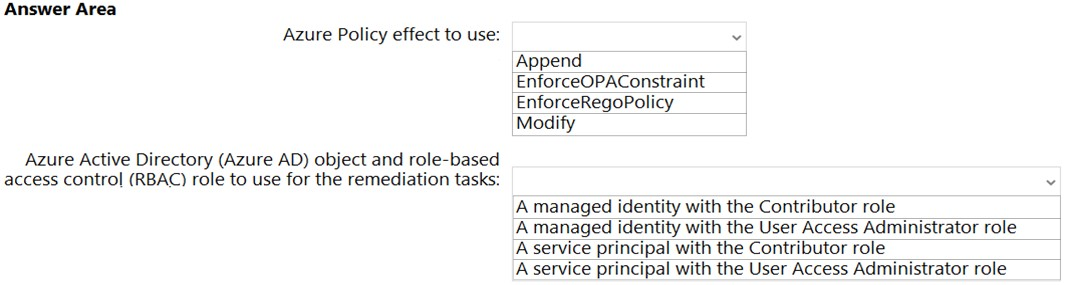 Answer Area
Azure Policy effect to use:
Append
EnforceOPAConstraint
EnforceRegoPolicy
Modify
Azure Active Directory (Azure AD) object and role-based
access control (RBAC) role to use for the remediation tasks:
A managed identity with the Contributor role
A managed identity with the User Access Administrator role
A service principal with the Contributor role
A service principal with the User Access Administrator role